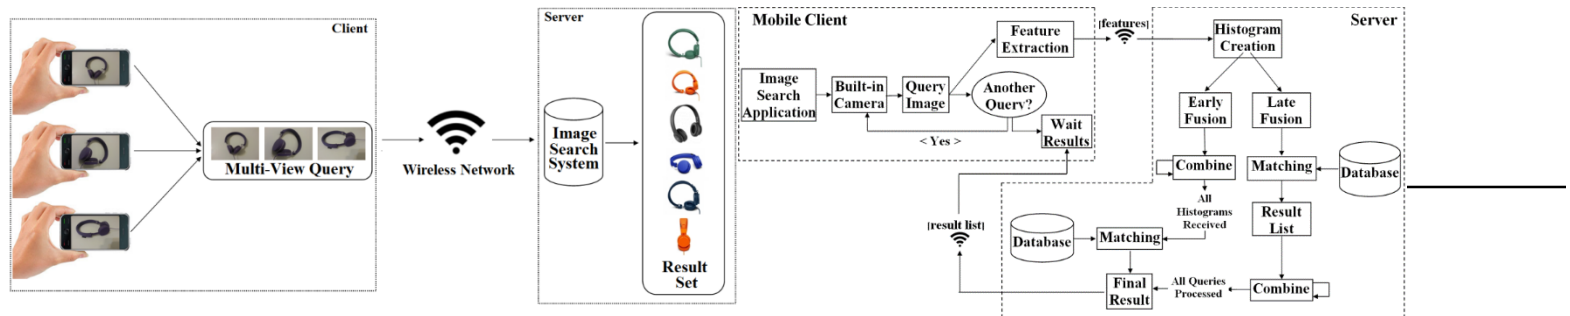 Client
Multi-View Query
Wireless Network
Server
Image
Search
System
Result
Set
Mobile Client
Image
Search
Application
Built-in
Camera
Query
Image
Feature
Extraction
Another
Query?
< Yes >
Wait
Results
[features]
Server
Histogram
Creation
Early
Fusion
Late
Fusion
Combine
Matching
Database
All
Histograms
Received
Result
List
[result list]
Database
Matching
Final
Result
All Queries
Processed
Combine